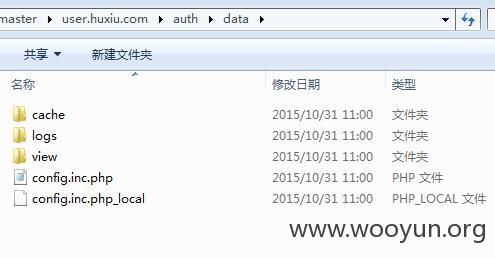 master ▸ user.huxiu.com ▸ auth ▸ data ▸
共享 ▾ 新建文件夹
名称 修改日期 类型
cache 2015/10/31 11:00 文件夹
logs 2015/10/31 11:00 文件夹
view 2015/10/31 11:00 文件夹
config.inc.php 2015/10/31 11:00 PHP 文件
config.inc.php_local 2015/10/31 11:00 PHP_LOCAL 文件
www.wooyun.org